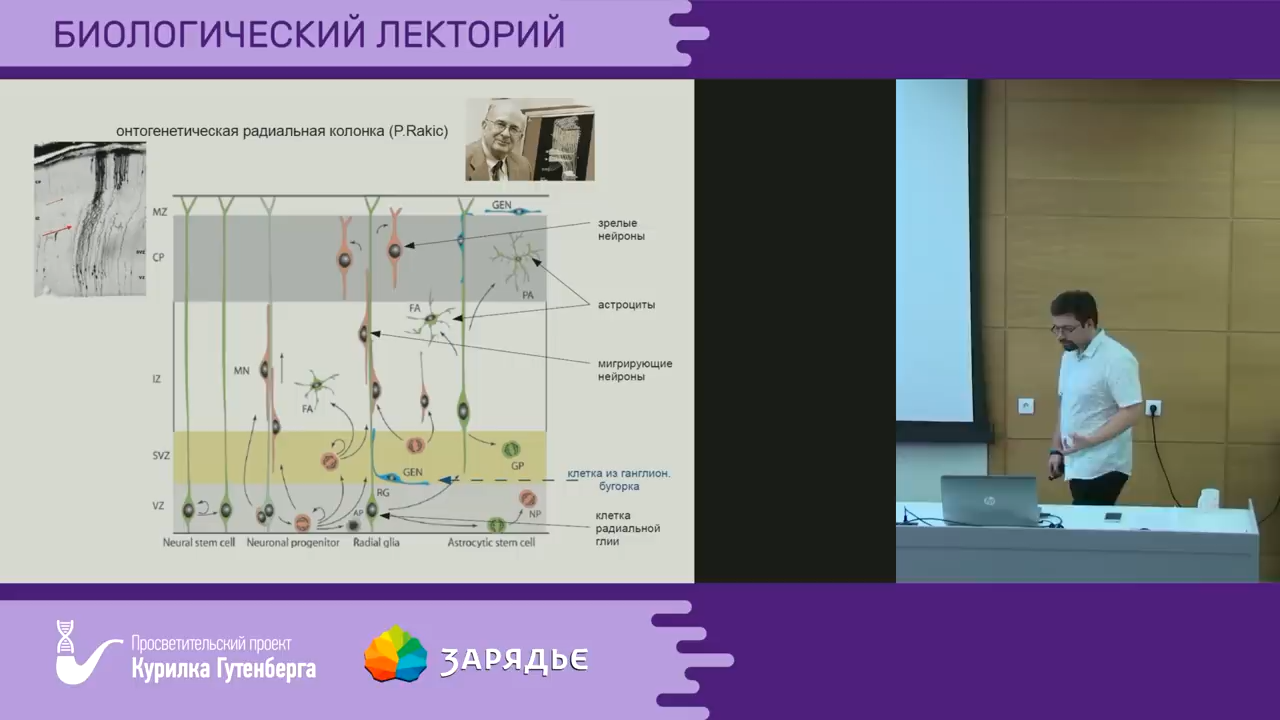 БИОЛОГИЧЕСКИЙ ЛЕКТОРИЙ
онтогенетическая радиальная колонка (P.Rakic)
MZ
GEN
зрелые
нейроны
CP
PA
FA
астроциты
MN
мигрирующие
нейроны
IZ
FA
SVZ
GP
GEN
клетка из ганглион.
бугорка
RG
VZ
AP
NP
клетка
радиальной
глии
Neural stem cell
Neuronal progenitor
Radial glia
Astrocytic stem cell
hp
Просветительский проект
Курилка Гутенберга
ЗАРЯДЬЕ